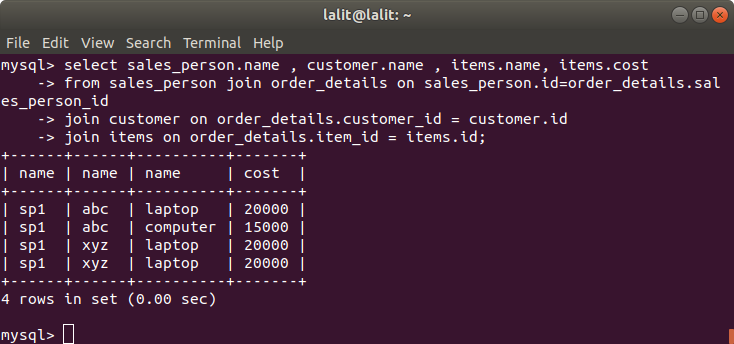 lalit@lalit: ~
File Edit View Search Terminal Help
mysql> select sales_person.name , customer.name , items.name, items.cost
    -> from sales_person join order_details on sales_person.id=order_details.sal
es_person_id
    -> join customer on order_details.customer_id = customer.id
    -> join items on order_details.item_id = items.id;
+------+------+----------+-------+
| name | name | name     | cost  |
+------+------+----------+-------+
| sp1  | abc  | laptop   | 20000 |
| sp1  | abc  | computer | 15000 |
| sp1  | xyz  | laptop   | 20000 |
| sp1  | xyz  | laptop   | 20000 |
+------+------+----------+-------+
4 rows in set (0.00 sec)

mysql>